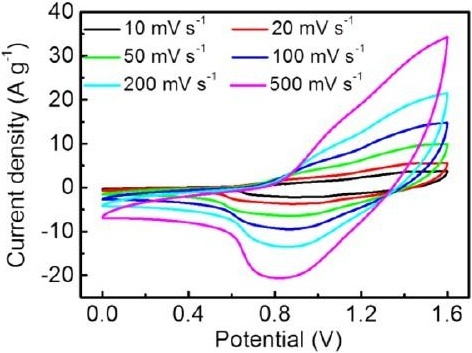 40
10 mV s⁻¹ 20 mV s⁻¹
50 mV s⁻¹ 100 mV s⁻¹
200 mV s⁻¹ 500 mV s⁻¹
30
20
10
0
-10
-20
Current density (A g⁻¹)
0.0 0.4 0.8 1.2 1.6
Potential (V)